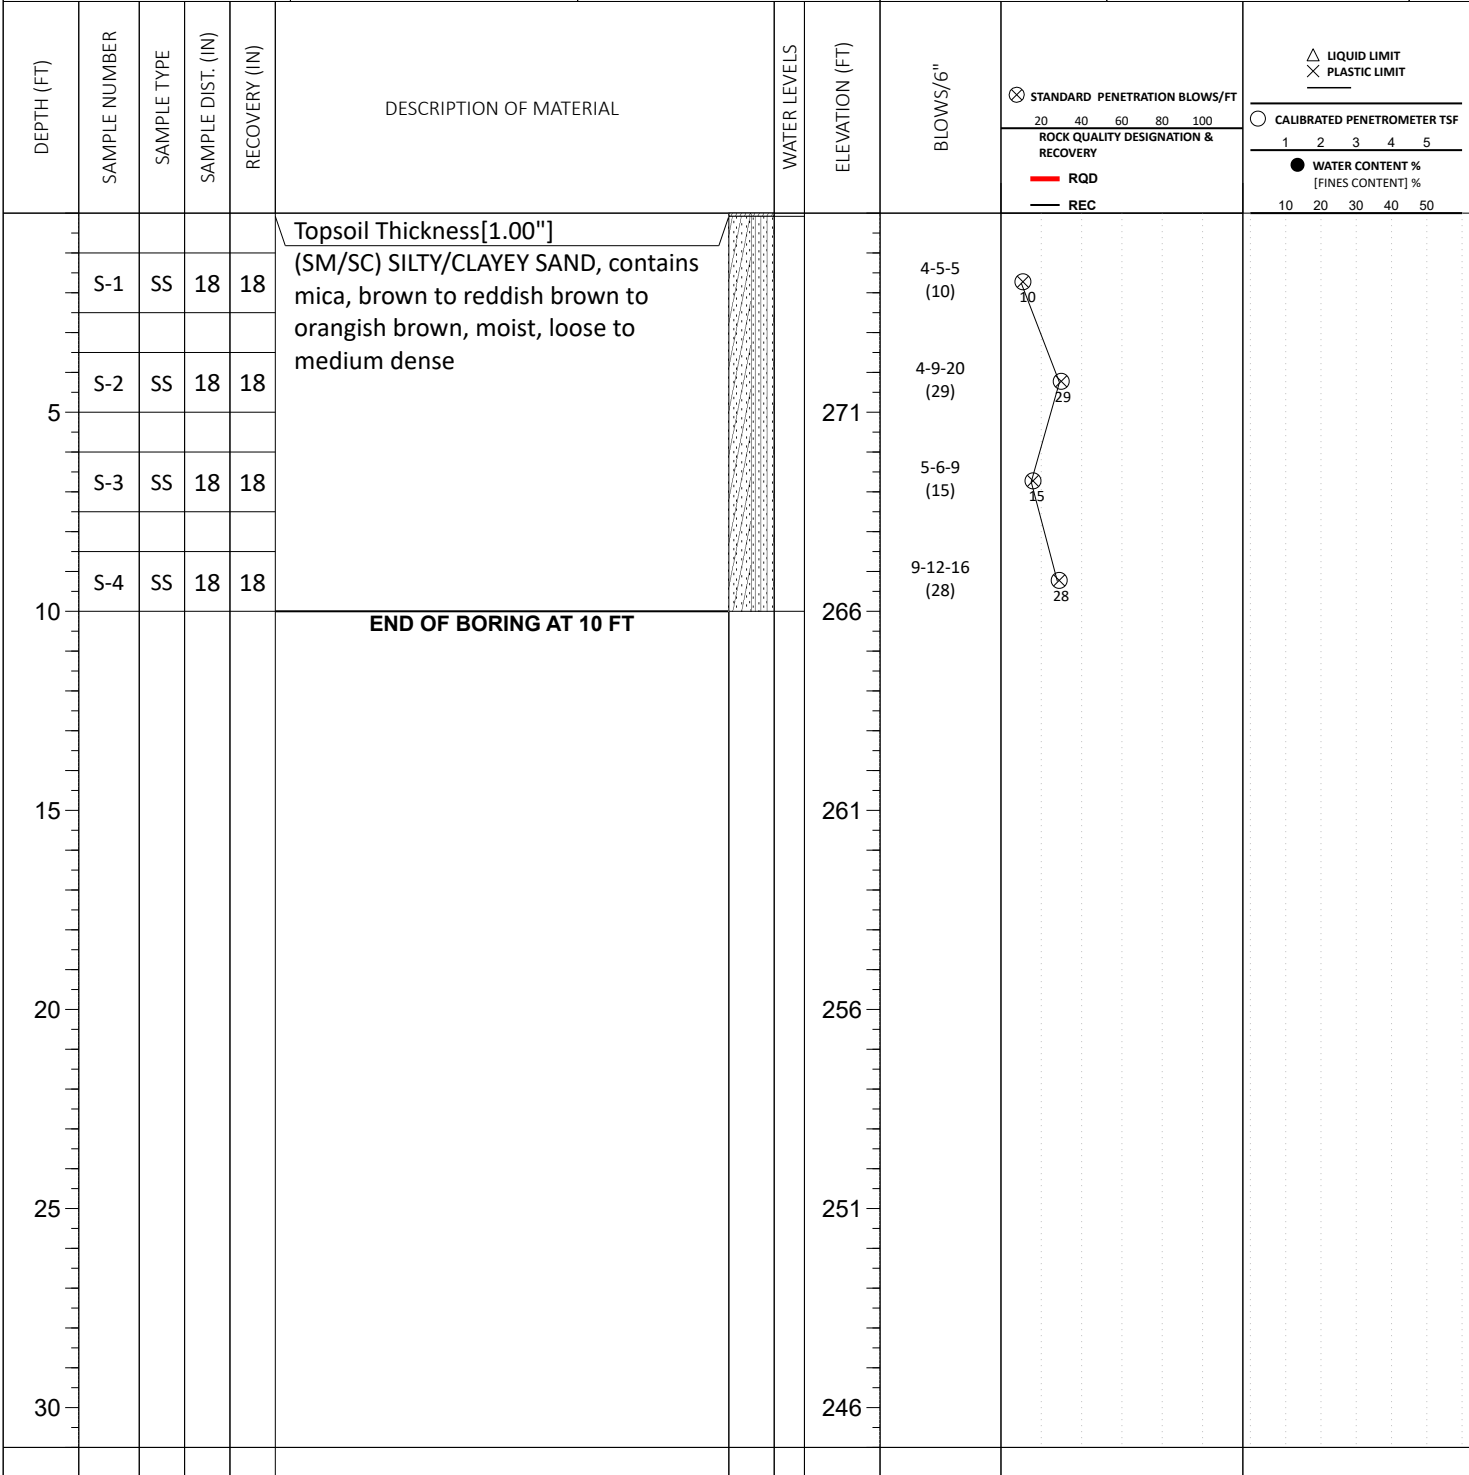 DEPTH (FT)
SAMPLE NUMBER
SAMPLE TYPE
SAMPLE DIST. (IN)
RECOVERY (IN)
DESCRIPTION OF MATERIAL
WATER LEVELS
ELEVATION (FT)
BLOWS/6"
STANDARD PENETRATION BLOWS/FT
20 40 60 80 100
ROCK QUALITY DESIGNATION &
RECOVERY
RQD
REC
LIQUID LIMIT
PLASTIC LIMIT
CALIBRATED PENETROMETER TSF
1 2 3 4 5
WATER CONTENT %
[FINES CONTENT] %
10 20 30 40 50
Topsoil Thickness[1.00"]
(SM/SC) SILTY/CLAYEY SAND, contains
mica, brown to reddish brown to
orangish brown, moist, loose to
medium dense
S-1 SS 18 18
4-5-5
(10)
10
S-2 SS 18 18
4-9-20
(29)
29
5
271
S-3 SS 18 18
5-6-9
(15)
15
S-4 SS 18 18
9-12-16
(28)
28
10
266
END OF BORING AT 10 FT
15
261
20
256
25
251
30
246